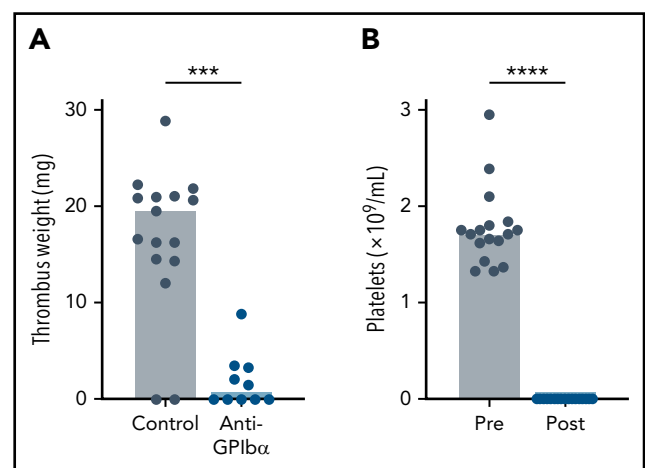 A
***
Thrombus weight (mg)
30
20
10
0
Control
Anti-
GPIbα
B
****
Platelets (×10⁹/mL)
3
2
1
0
Pre
Post